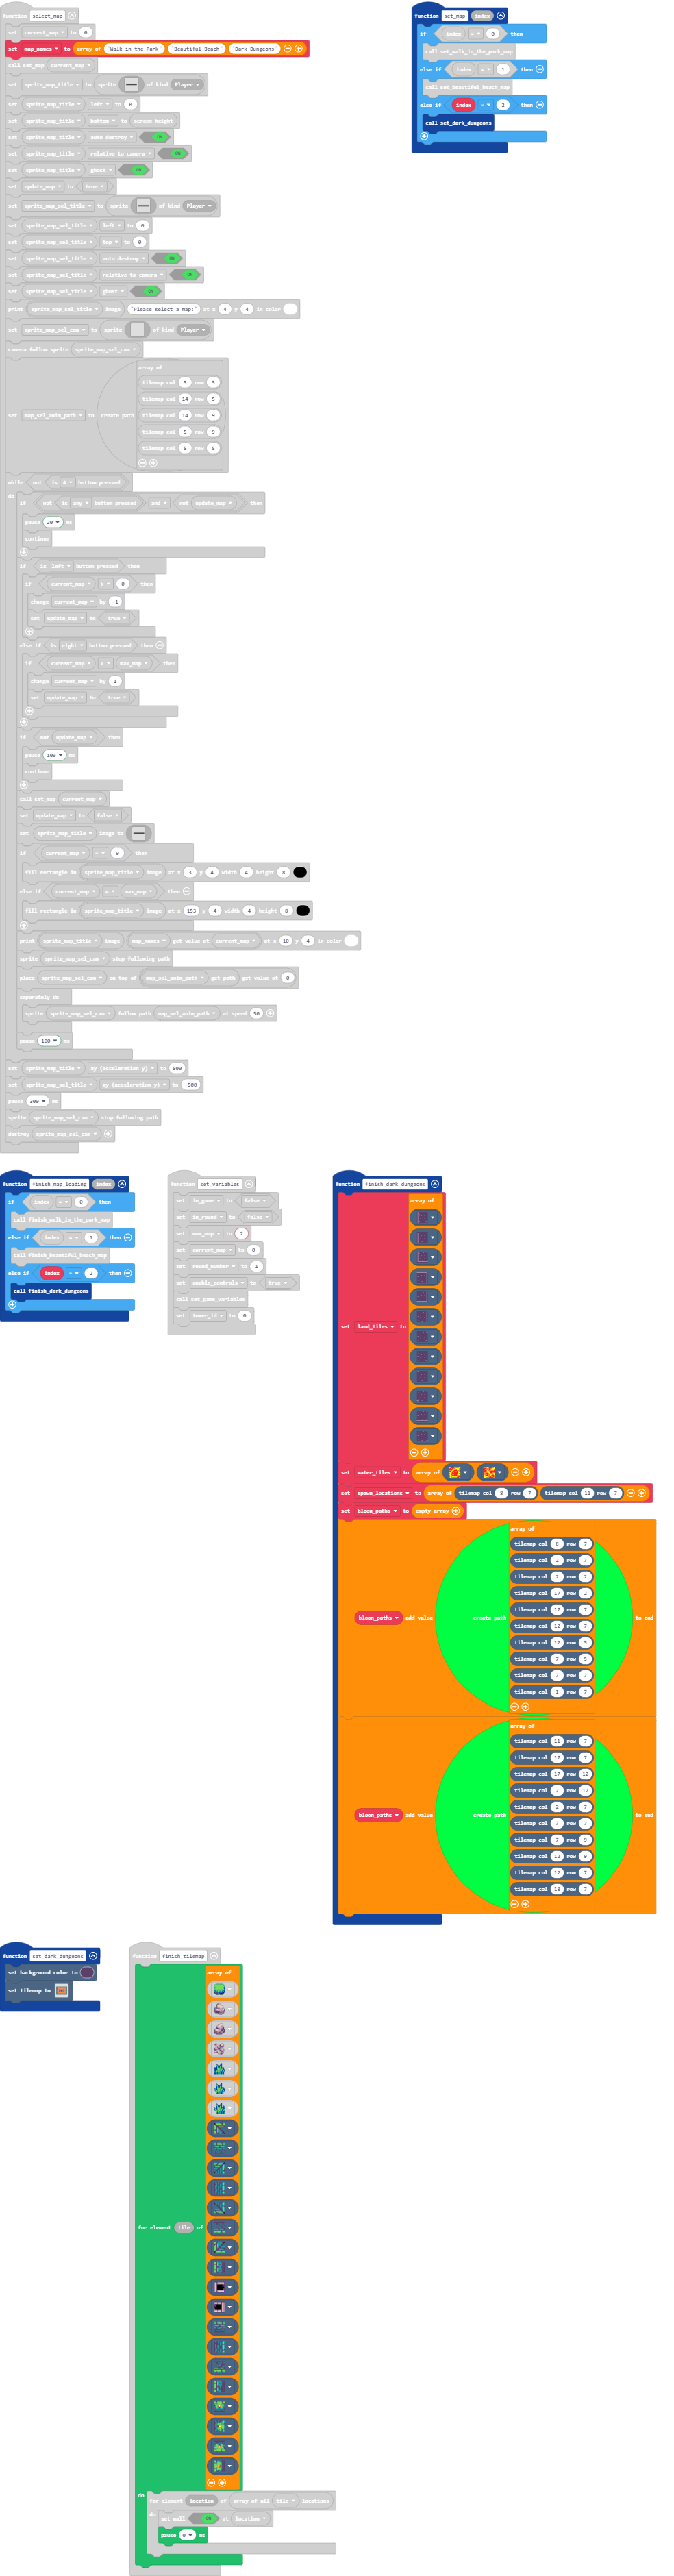 function select_map
set current_map to 0
set map_names to array of "Walk in the Park" "Beautiful Beach" "Dark Dungeons"
call set_map current_map
set sprite_map_title to sprite of kind Player
set sprite_map_title left to 0
set sprite_map_title bottom to screen height
set sprite_map_title auto destroy ON
set sprite_map_title relative to camera ON
set sprite_map_title ghost ON
set update_map to true
set sprite_map_sel_title to sprite of kind Player
set sprite_map_sel_title left to 0
set sprite_map_sel_title top to 0
set sprite_map_sel_title auto destroy ON
set sprite_map_sel_title relative to camera ON
set sprite_map_sel_title ghost ON
print sprite_map_sel_title image "Please select a map:" at x 4 y 4 in color
set sprite_map_sel_cam to sprite of kind Player
camera follow sprite sprite_map_sel_cam
set map_sel_anim_path to create path array of
tilemap col 5 row 5
tilemap col 14 row 5
tilemap col 14 row 9
tilemap col 5 row 9
tilemap col 5 row 5
while not is A button pressed
do if not is any button pressed and not update_map then
pause 20 ms
continue
if is left button pressed then
if current_map > 0 then
change current_map by -1
set update_map to true
else if is right button pressed then
if current_map < max_map then
change current_map by 1
set update_map to true
if not update_map then
pause 100 ms
continue
call set_map current_map
set update_map to false
set sprite_map_title image to
if current_map = 0 then
fill rectangle in sprite_map_title image at x 3 y 4 width 4 height 8
else if current_map = max_map then
fill rectangle in sprite_map_title image at x 153 y 4 width 4 height 8
print sprite_map_title image map_names get value at current_map at x 10 y 4 in color
sprite sprite_map_sel_cam stop following path
place sprite_map_sel_cam on top of map_sel_anim_path get path get value at 0
separately do
sprite sprite_map_sel_cam follow path map_sel_anim_path at speed 50
pause 100 ms
set sprite_map_title ay (acceleration y) to 500
set sprite_map_sel_title ay (acceleration y) to -500
pause 300 ms
sprite sprite_map_sel_cam stop following path
destroy sprite_map_sel_cam
function set_map index
if index = 0 then
call set_walk_in_the_park_map
else if index = 1 then
call set_beautiful_beach_map
else if index = 2 then
call set_dark_dungeons
function finish_map_loading index
if index = 0 then
call finish_walk_in_the_park_map
else if index = 1 then
call finish_beautiful_beach_map
else if index = 2 then
call finish_dark_dungeons
function set_variables
set in_game to false
set in_round to false
set max_map to 2
set current_map to 0
set round_number to 1
set enable_controls to true
call set_game_variables
set tower_id to 0
function finish_dark_dungeons
set land_tiles to array of
set water_tiles to array of
set spawn_locations to array of tilemap col 8 row 7 tilemap col 11 row 7
set bloon_paths to empty array
bloon_paths add value create path array of to end
tilemap col 8 row 7
tilemap col 2 row 7
tilemap col 2 row 2
tilemap col 17 row 2
tilemap col 17 row 7
tilemap col 12 row 7
tilemap col 12 row 5
tilemap col 7 row 5
tilemap col 7 row 7
tilemap col 1 row 7
bloon_paths add value create path array of to end
tilemap col 11 row 7
tilemap col 17 row 7
tilemap col 17 row 12
tilemap col 2 row 12
tilemap col 2 row 7
tilemap col 7 row 7
tilemap col 7 row 9
tilemap col 12 row 9
tilemap col 12 row 7
tilemap col 18 row 7
function set_dark_dungeons
set background color to
set tilemap to
function finish_tilemap
for element tile of array of
do for element location of array of all tile locations
do set wall ON at location
pause 0 ms